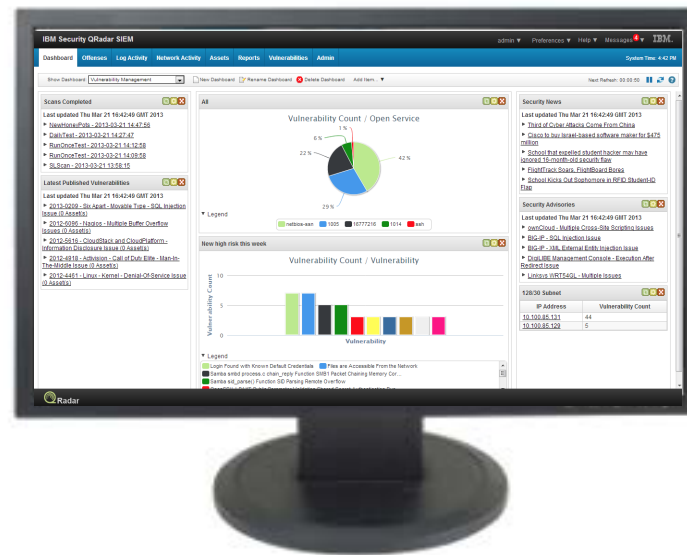 IBM Security QRadar SIEM
admin ▼ Preferences ▼ Help ▼ Messages 4 ▼ IBM.
Dashboard Offenses Log Activity Network Activity Assets Reports Vulnerabilities Admin System Time: 4:42 PM
Show Dashboard: Vulnerability Management New Dashboard Rename Dashboard Delete Dashboard Add Item... ▼ Next Refresh: 00:00:50
Scans Completed
Last updated Thu Mar 21 16:42:49 GMT 2013
NewHoneyPots - 2013-03-21 14:47:56
DailyTest - 2013-03-21 14:27:47
RunOnceTest - 2013-03-21 14:12:58
RunOnceTest - 2013-03-21 14:09:58
SLScan - 2013-03-21 13:58:15
Latest Published Vulnerabilities
Last updated Thu Mar 21 16:42:49 GMT 2013
2013-0209 - Six Apart - Movable Type - SQL Injection
Issue (0 Asset(s)
2012-6096 - Nagios - Multiple Buffer Overflow
Issues (0 Asset(s)
2012-5616 - CloudStack and CloudPlatform -
Information Disclosure Issue (0 Asset(s)
2012-4918 - Activision - Call of Duty Elite - Man-In-
The-Middle Issue (0 Asset(s)
2012-4461 - Linux - Kernel - Denial-Of-Service Issue
(0 Asset(s)
All
Vulnerability Count / Open Service
1 %
6 %
22 %
42 %
29 %
▼ Legend
netbios-ssn 1025 16777216 1014 ssh
New high risk this week
Vulnerability Count / Vulnerability
Vulnerability Count
10
5
0
Vulnerability
▼ Legend
Login Found with Known Default Credentials Files are Accessible From the Network
Samba smbd process.c chain_reply Function SMB1 Packet Chaining Memory Cor...
Samba sid_parse() Function SID Parsing Remote Overflow
Security News
Last updated Thu Mar 21 16:42:49 GMT 2013
Third of Cyber Attacks Come From China
Cisco to buy Israel-based software maker for $475
million
School that expelled student hacker may have
ignored 16-month-old security flaw
FlightTrack Soars, FlightBoard Bores
School Kicks Out Sophomore in RFID Student-ID
Flap
Security Advisories
Last updated Thu Mar 21 16:42:49 GMT 2013
ownCloud - Multiple Cross-Site Scripting Issues
BIG-IP - SQL Injection Issue
BIG-IP - XML External Entity Injection Issue
DigiLIBE Management Console - Execution After
Redirect Issue
Linksys WRT54GL - Multiple Issues
128/30 Subnet
IP Address Vulnerability Count
10.100.85.131 44
10.100.85.129 5
QRadar